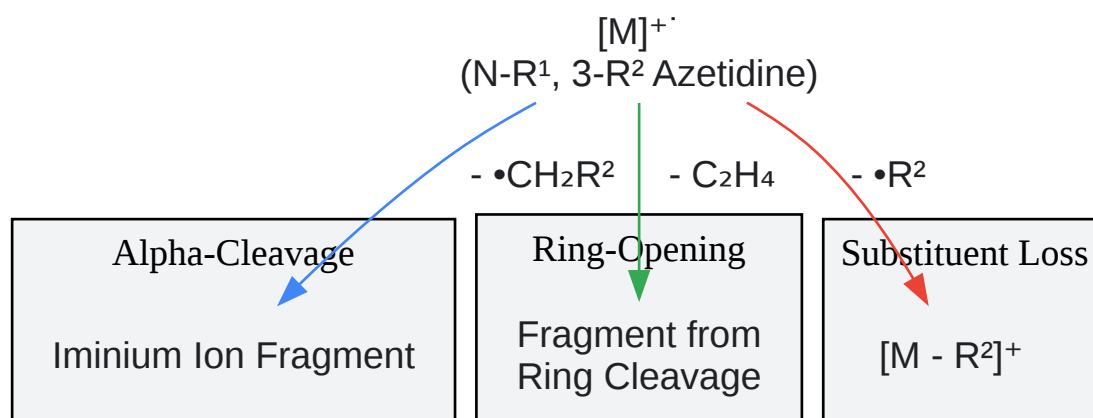 [M]⁺˙
(N-R¹, 3-R² Azetidine)
- •CH₂R²
- C₂H₄
- •R²
Alpha-Cleavage
Ring-Opening
Substituent Loss
Iminium Ion Fragment
Fragment from
Ring Cleavage
[M - R²]⁺